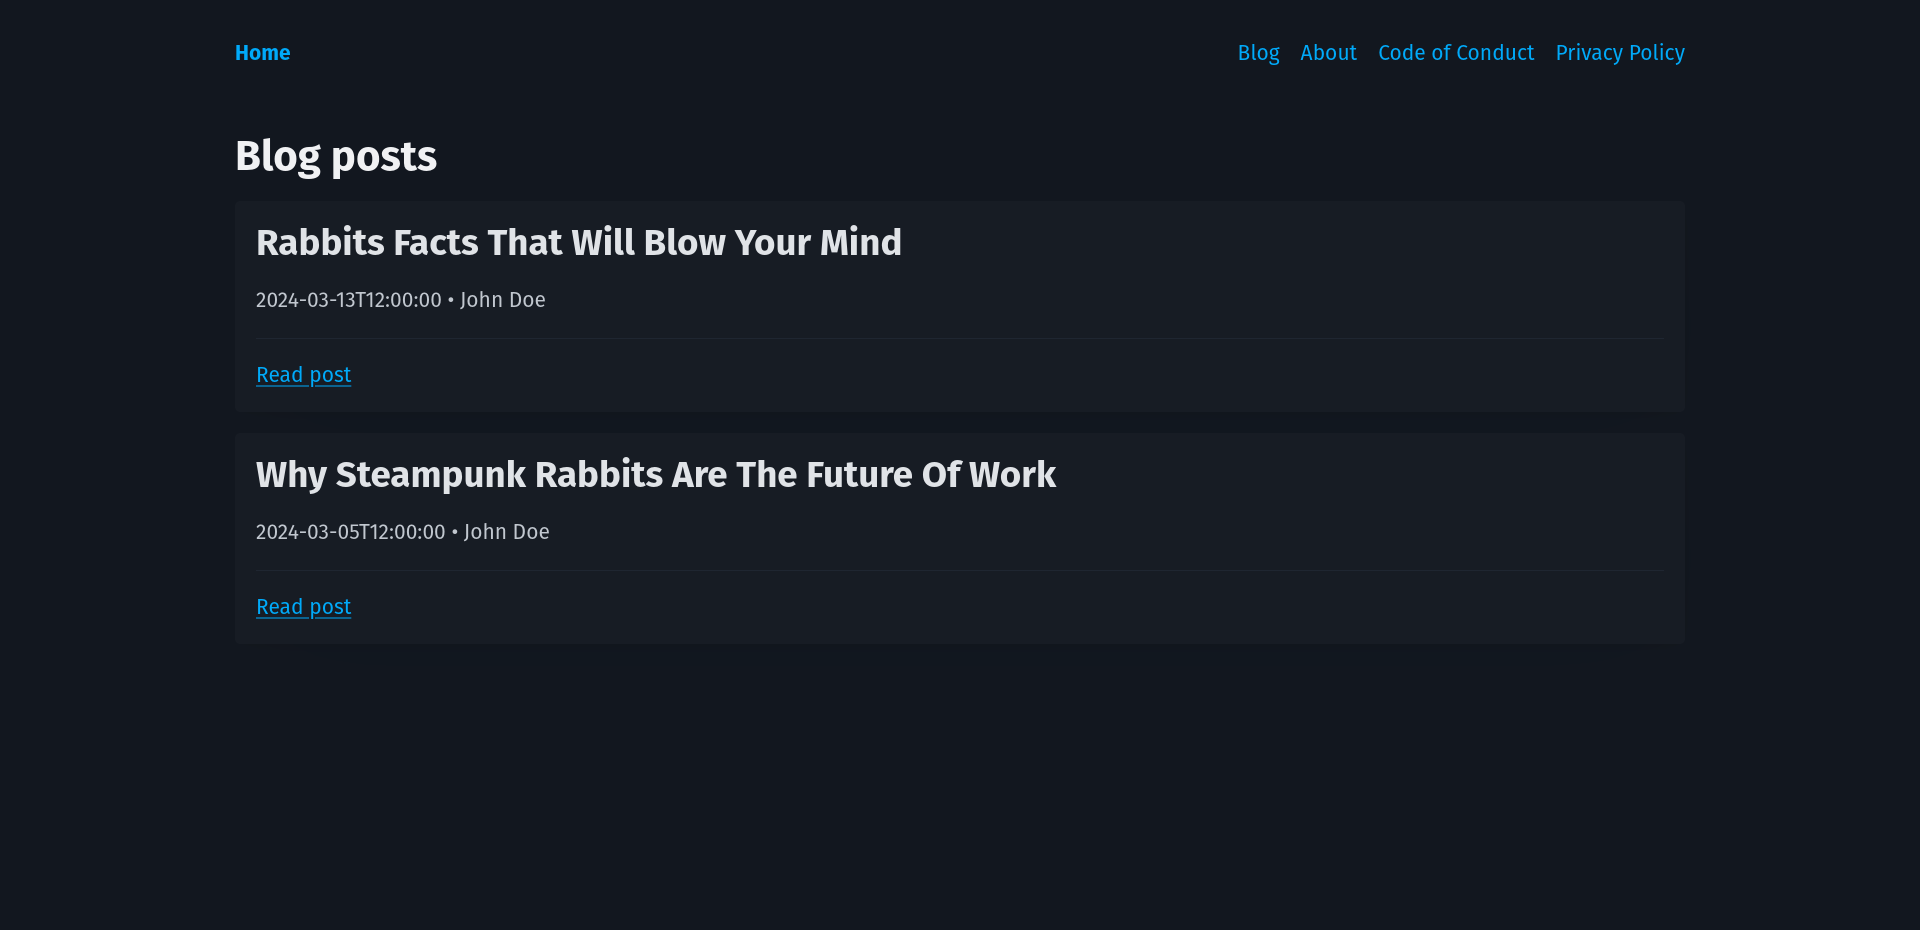 Home Blog About Code of Conduct Privacy Policy
Blog posts
Rabbits Facts That Will Blow Your Mind
2024-03-13T12:00:00 • John Doe
Read post
Why Steampunk Rabbits Are The Future Of Work
2024-03-05T12:00:00 • John Doe
Read post